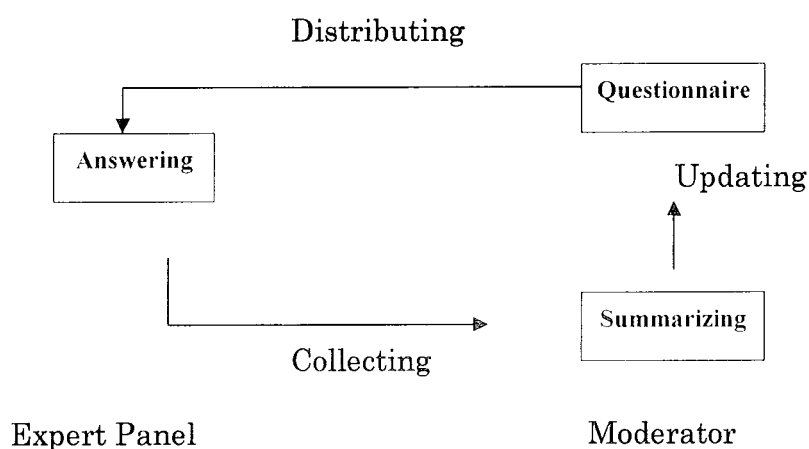 Distributing
Questionnaire
Answering
Updating
Summarizing
Collecting
Expert Panel
Moderator